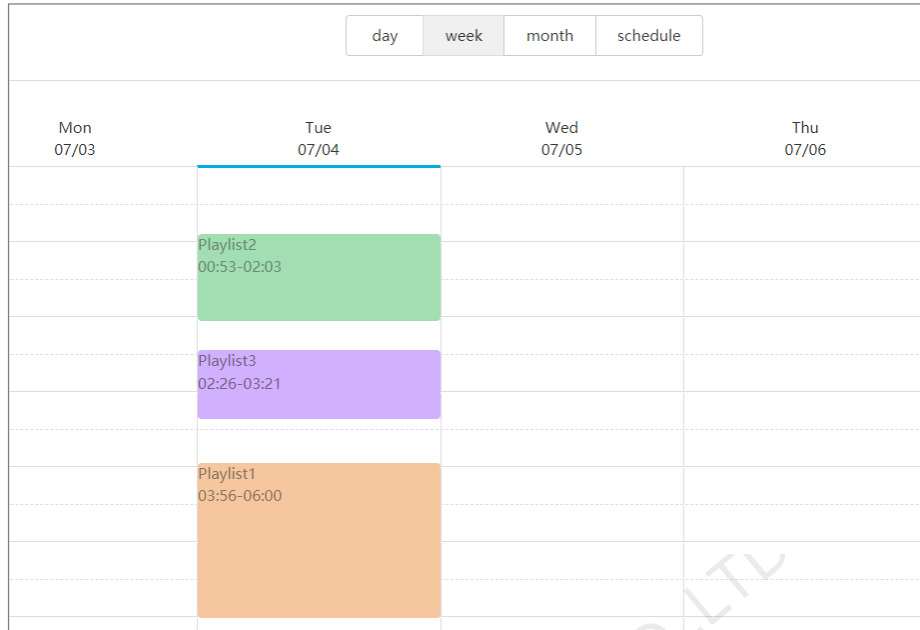 day week month schedule
Mon Tue Wed Thu
07/03 07/04 07/05 07/06
Playlist2
00:53-02:03
Playlist3
02:26-03:21
Playlist1
03:56-06:00
.LTD